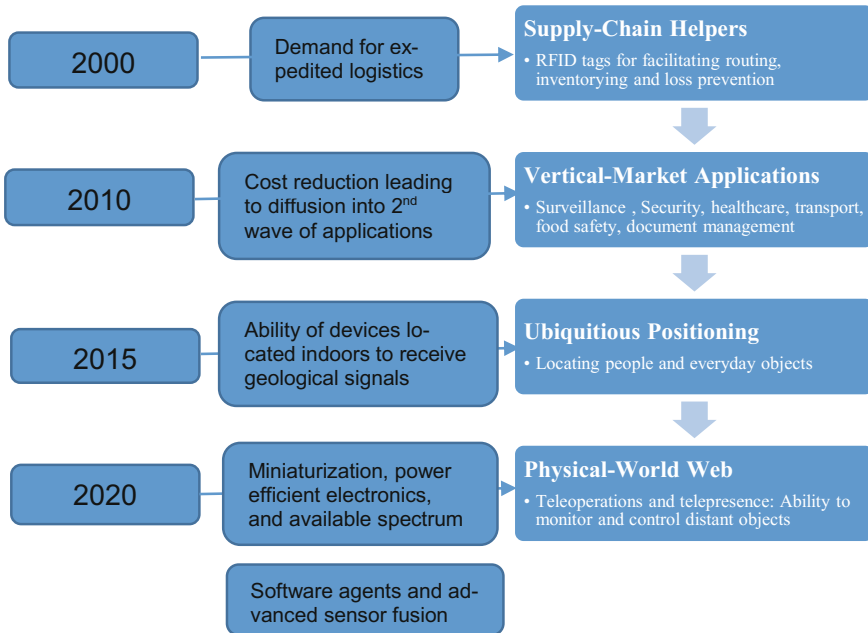 2000
Demand for ex-
pedited logistics
Supply-Chain Helpers
• RFID tags for facilitating routing,
inventorying and loss prevention
2010
Cost reduction leading
to diffusion into 2nd
wave of applications
Vertical-Market Applications
• Surveillance , Security, healthcare, transport,
food safety, document management
2015
Ability of devices lo-
cated indoors to receive
geological signals
Ubiquitious Positioning
• Locating people and everyday objects
2020
Miniaturization, power
efficient electronics,
and available spectrum
Physical-World Web
• Teleoperations and telepresence: Ability to
monitor and control distant objects
Software agents and ad-
vanced sensor fusion